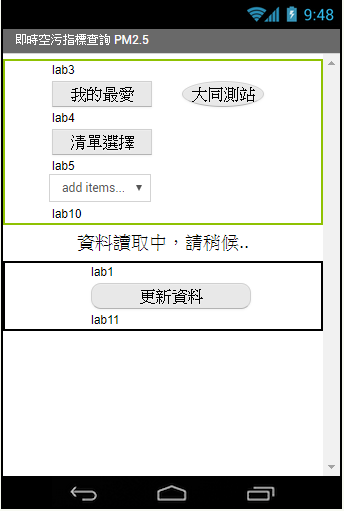 9:48
即時空污指標查詢 PM2.5
lab3
我的最愛 大同測站
lab4
清單選擇
lab5
add items...
lab10
資料讀取中，請稍候..
lab1
更新資料
lab11